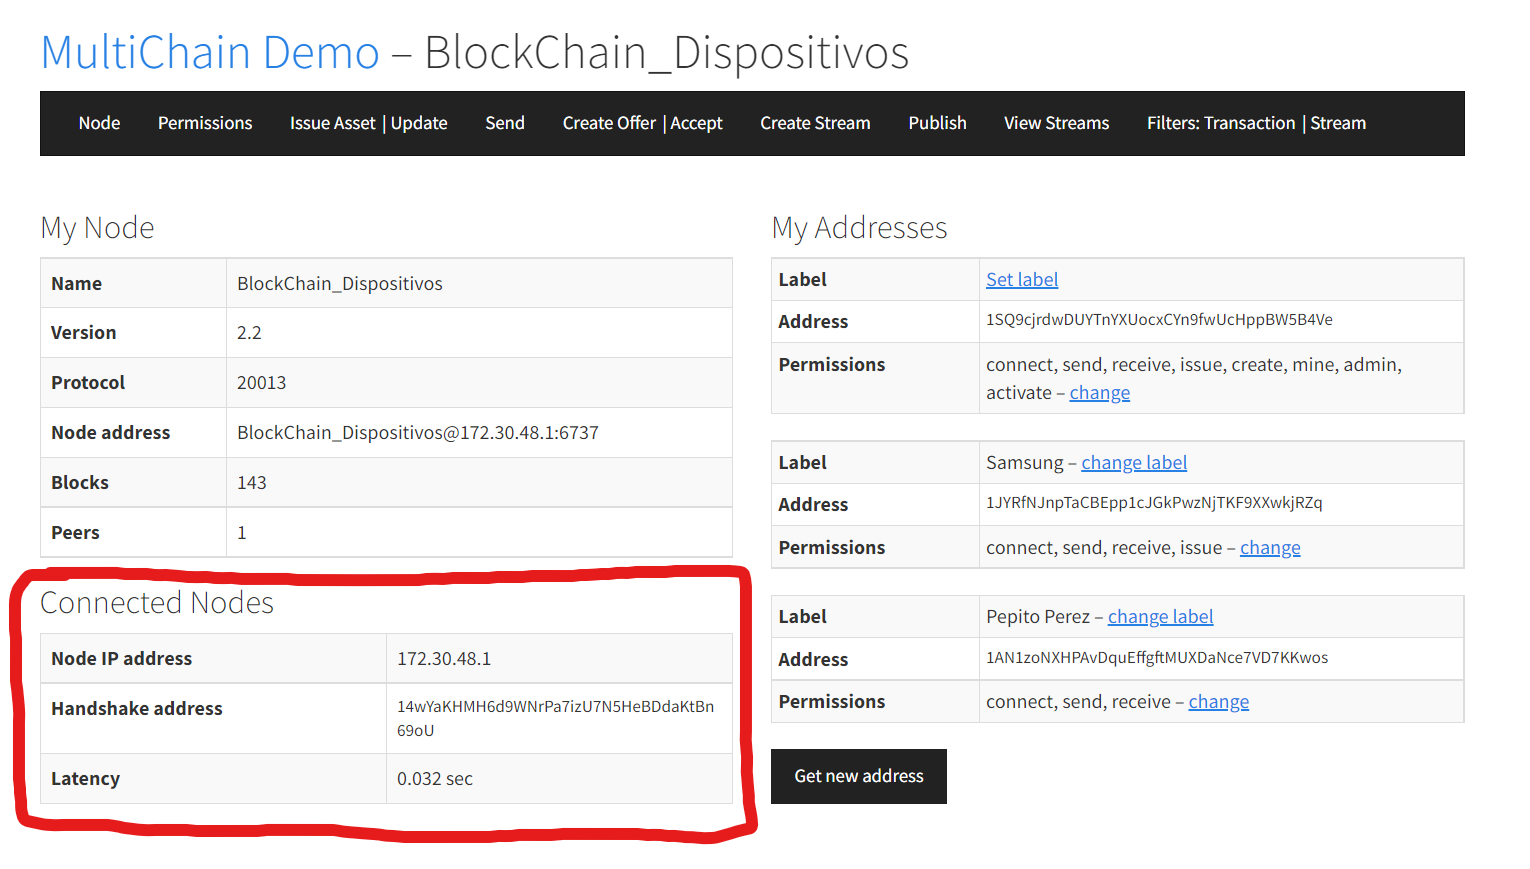 MultiChain Demo – BlockChain_Dispositivos
Node Permissions Issue Asset | Update Send Create Offer | Accept Create Stream Publish View Streams Filters: Transaction | Stream
My Node
Name BlockChain_Dispositivos
Version 2.2
Protocol 20013
Node address BlockChain_Dispositivos@172.30.48.1:6737
Blocks 143
Peers 1
Connected Nodes
Node IP address 172.30.48.1
Handshake address 14wYaKHMH6d9WNrPa7izU7N5HeBDdaKtBn
69oU
Latency 0.032 sec
My Addresses
Label Set label
Address 1SQ9cjrdwDUYTnYXUocxCYn9fwUcHppBW5B4Ve
Permissions connect, send, receive, issue, create, mine, admin,
activate – change
Label Samsung – change label
Address 1JYRfNJnpTaCBEpp1cJGkPwzNjTKF9XXwkjRZq
Permissions connect, send, receive, issue – change
Label Pepito Perez – change label
Address 1AN1zoNXHPAvDquEffgftMUXDaNce7VD7KKwos
Permissions connect, send, receive – change
Get new address